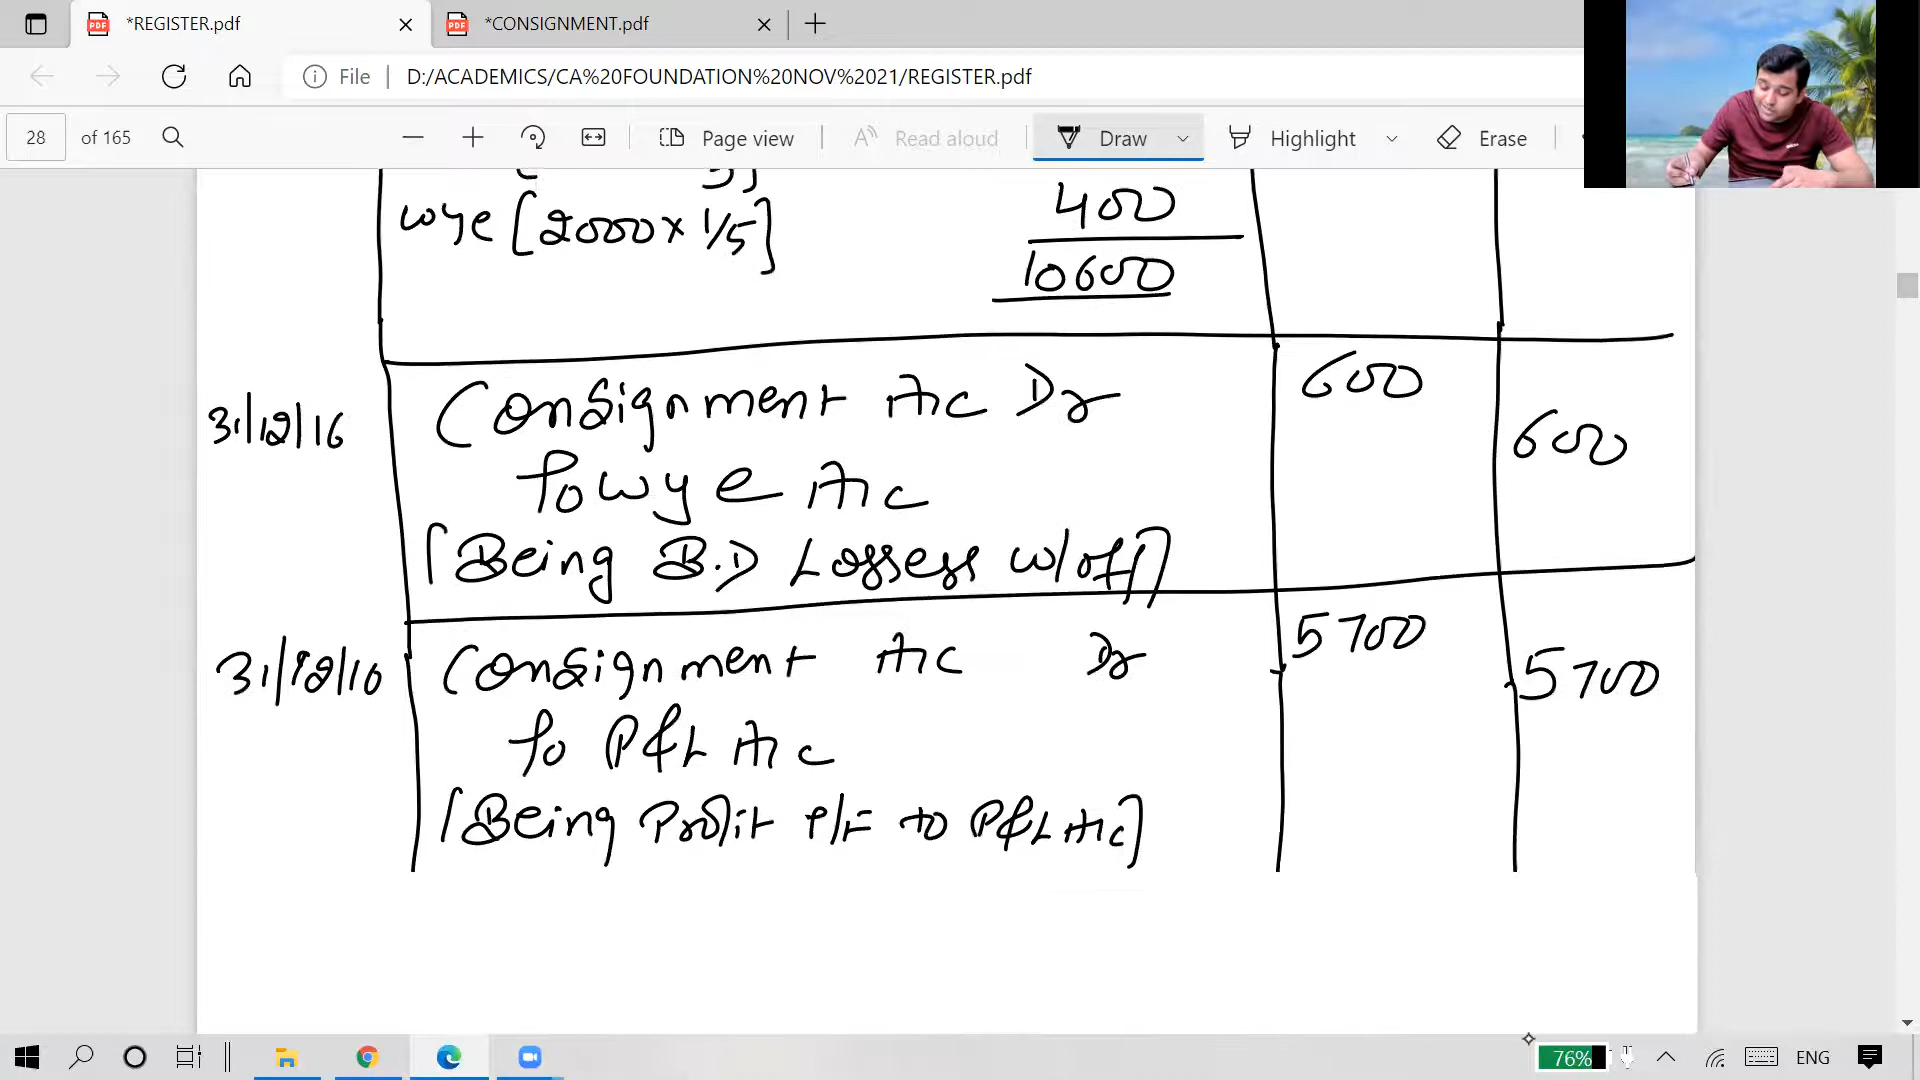 *REGISTER.pdf
*CONSIGNMENT.pdf
File
D:/ACADEMICS/CA%20FOUNDATION%20NOV%2021/REGISTER.pdf
28 of 165
Page view
Read aloud
Draw
Highlight
Erase
400
wye [2000 x 1/5]
10600
31/12/16 Consignment A/c Dr 600
To wye A/c 600
[Being B.D Lossess w/off]
31/12/16 Consignment A/c Dr 5700
To P&L A/c 5700
[Being Profit t/f to P&L A/c]
76%
ENG